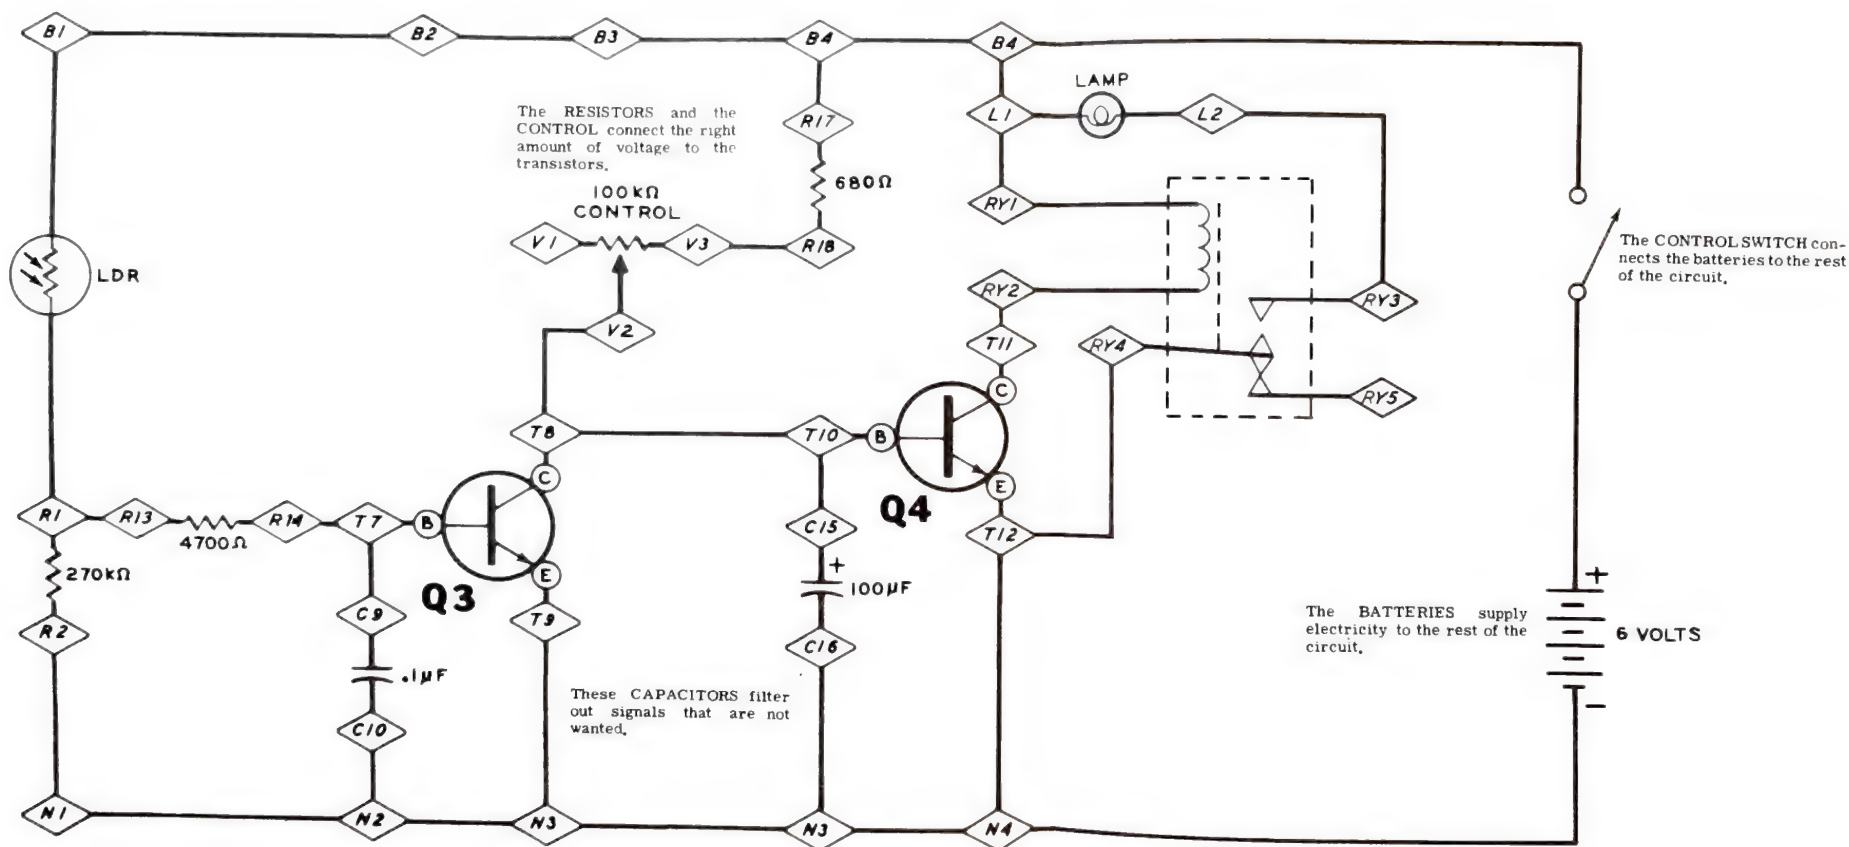 B1
B2
B3
B4
B4
LAMP
L1
L2
The RESISTORS and the
CONTROL connect the right
amount of voltage to the
transistors.
R17
680Ω
100kΩ
CONTROL
V1
V3
R18
V2
RY1
RY2
RY3
RY4
RY5
The CONTROL SWITCH con-
nects the batteries to the rest
of the circuit.
LDR
T11
C
T8
T10
B
E
Q4
T12
C
R1
R13
4700Ω
R14
T7
B
E
Q3
270kΩ
R2
C9
.1µF
C10
T9
C15
+
100µF
C16
These CAPACITORS filter
out signals that are not
wanted.
The BATTERIES supply
electricity to the rest of the
circuit.
+
6 VOLTS
-
N1
N2
N3
N3
N4